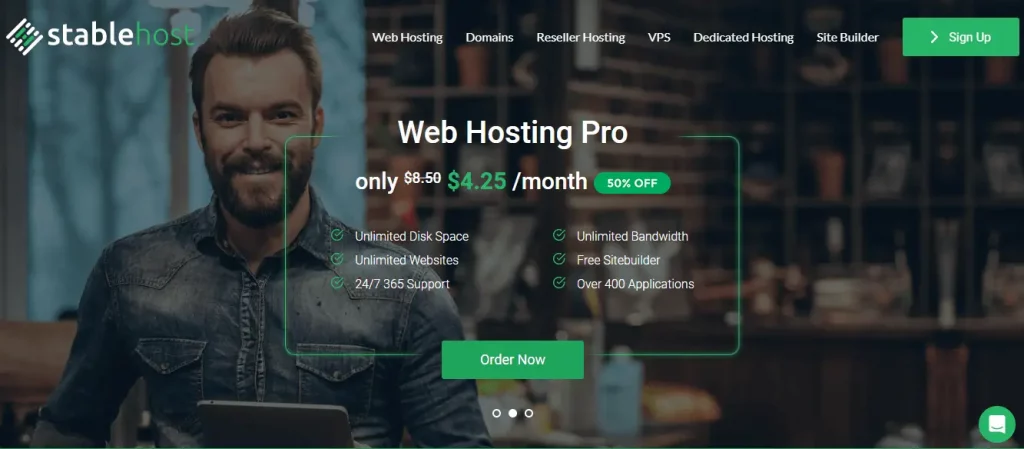 stablehost
Web Hosting Domains Reseller Hosting VPS Dedicated Hosting Site Builder Sign Up
Web Hosting Pro
only $8.50 $4.25 /month 50% OFF
Unlimited Disk Space Unlimited Bandwidth
Unlimited Websites Free Sitebuilder
24/7 365 Support Over 400 Applications
Order Now